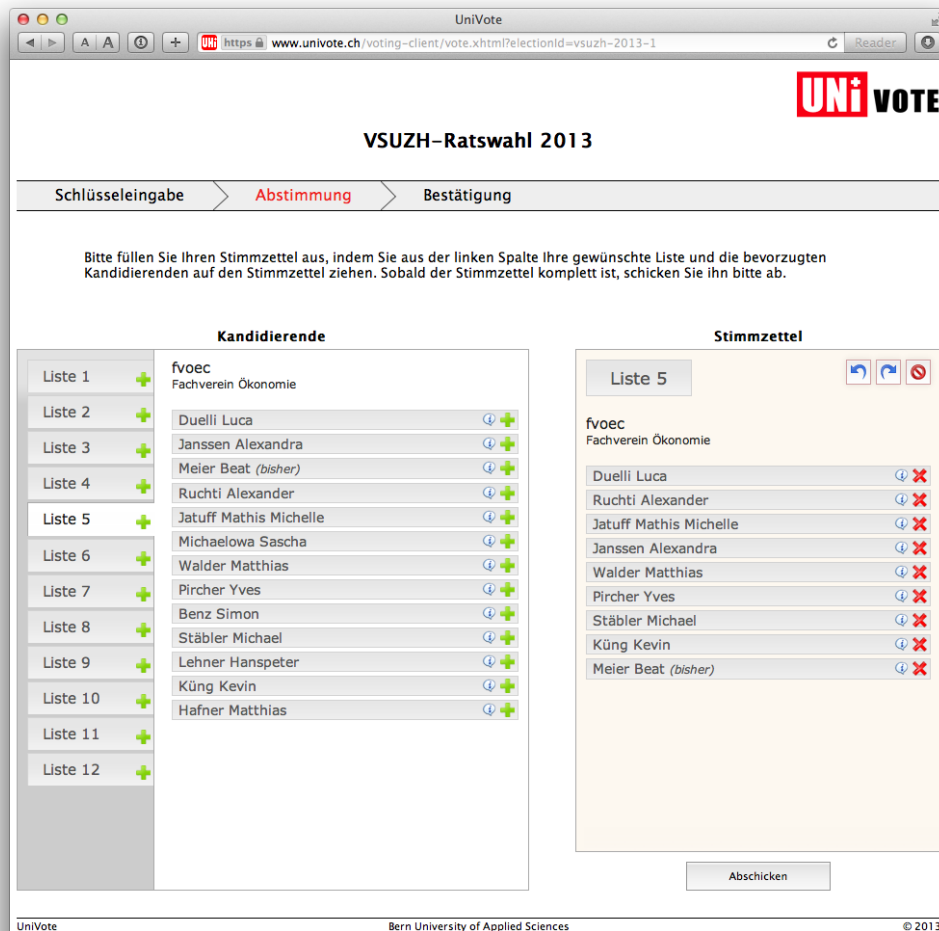 UniVote
A A
https www.univote.ch/voting-client/vote.xhtml?electionId=vsuzh-2013-1
Reader
UNi VOTE
VSUZH-Ratswahl 2013
Schlüsseleingabe
Abstimmung
Bestätigung
Bitte füllen Sie Ihren Stimmzettel aus, indem Sie aus der linken Spalte Ihre gewünschte Liste und die bevorzugten
Kandidierenden auf den Stimmzettel ziehen. Sobald der Stimmzettel komplett ist, schicken Sie ihn bitte ab.
Kandidierende
Liste 1
Liste 2
Liste 3
Liste 4
Liste 5
Liste 6
Liste 7
Liste 8
Liste 9
Liste 10
Liste 11
Liste 12
fvoec
Fachverein Ökonomie
Duelli Luca
Janssen Alexandra
Meier Beat (bisher)
Ruchti Alexander
Jatuff Mathis Michelle
Michaelowa Sascha
Walder Matthias
Pircher Yves
Benz Simon
Stäbler Michael
Lehner Hanspeter
Küng Kevin
Hafner Matthias
Stimmzettel
Liste 5
fvoec
Fachverein Ökonomie
Duelli Luca
Ruchti Alexander
Jatuff Mathis Michelle
Janssen Alexandra
Walder Matthias
Pircher Yves
Stäbler Michael
Küng Kevin
Meier Beat (bisher)
Abschicken
UniVote
Bern University of Applied Sciences
© 2013